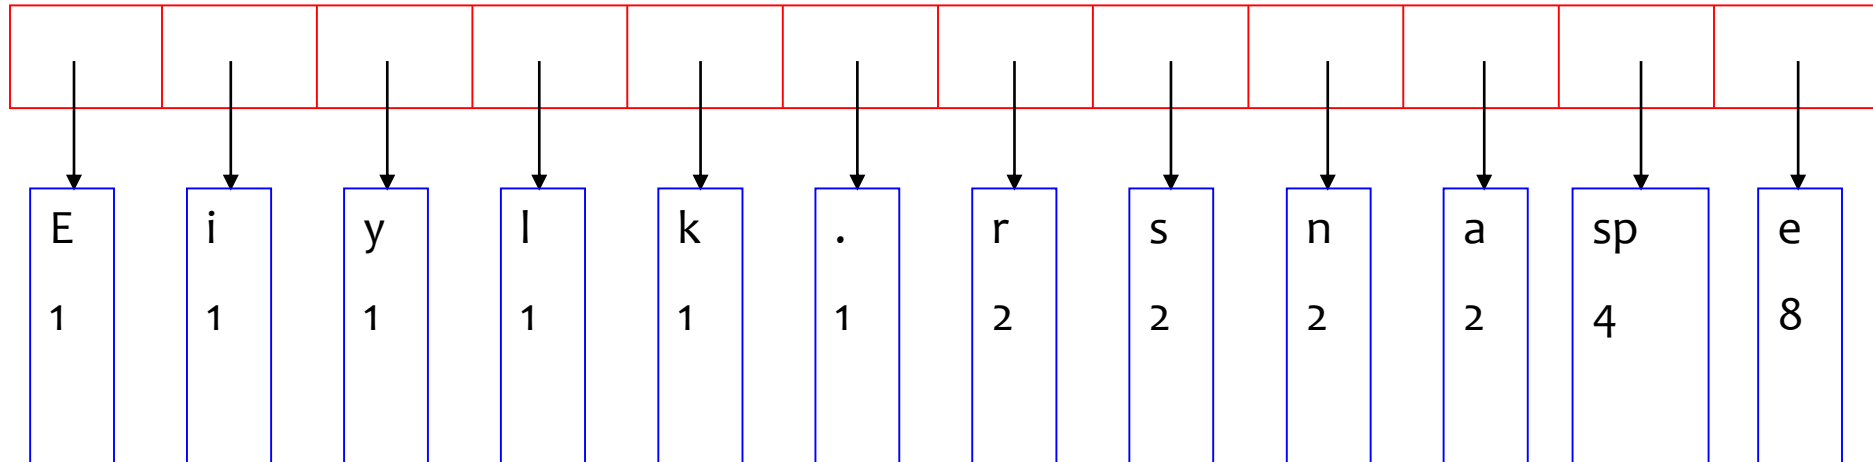 E i y l k . r s n a sp e
1 1 1 1 1 1 2 2 2 2 4 8